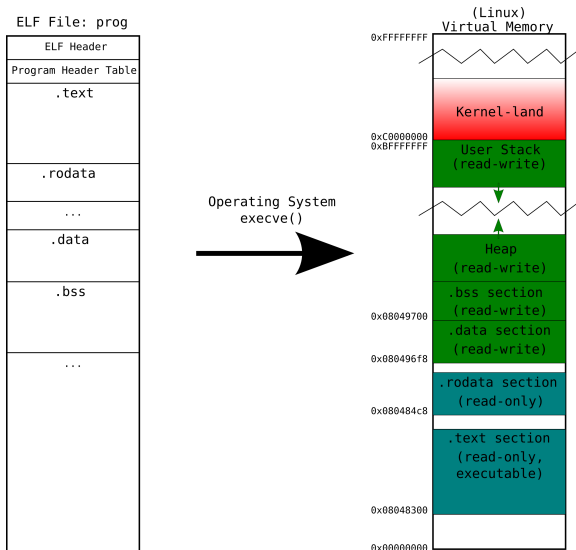 ELF File: prog
ELF Header
Program Header Table
.text
.rodata
...
.data
.bss
...
Operating System
execve()
(Linux)
Virtual Memory
0xFFFFFFFF
Kernel-land
0xC0000000
0xBFFFFFFF
User Stack
(read-write)
Heap
(read-write)
.bss section
(read-write)
0x08049700
.data section
(read-write)
0x080496f8
.rodata section
(read-only)
0x080484c8
.text section
(read-only,
executable)
0x08048300
0x00000000